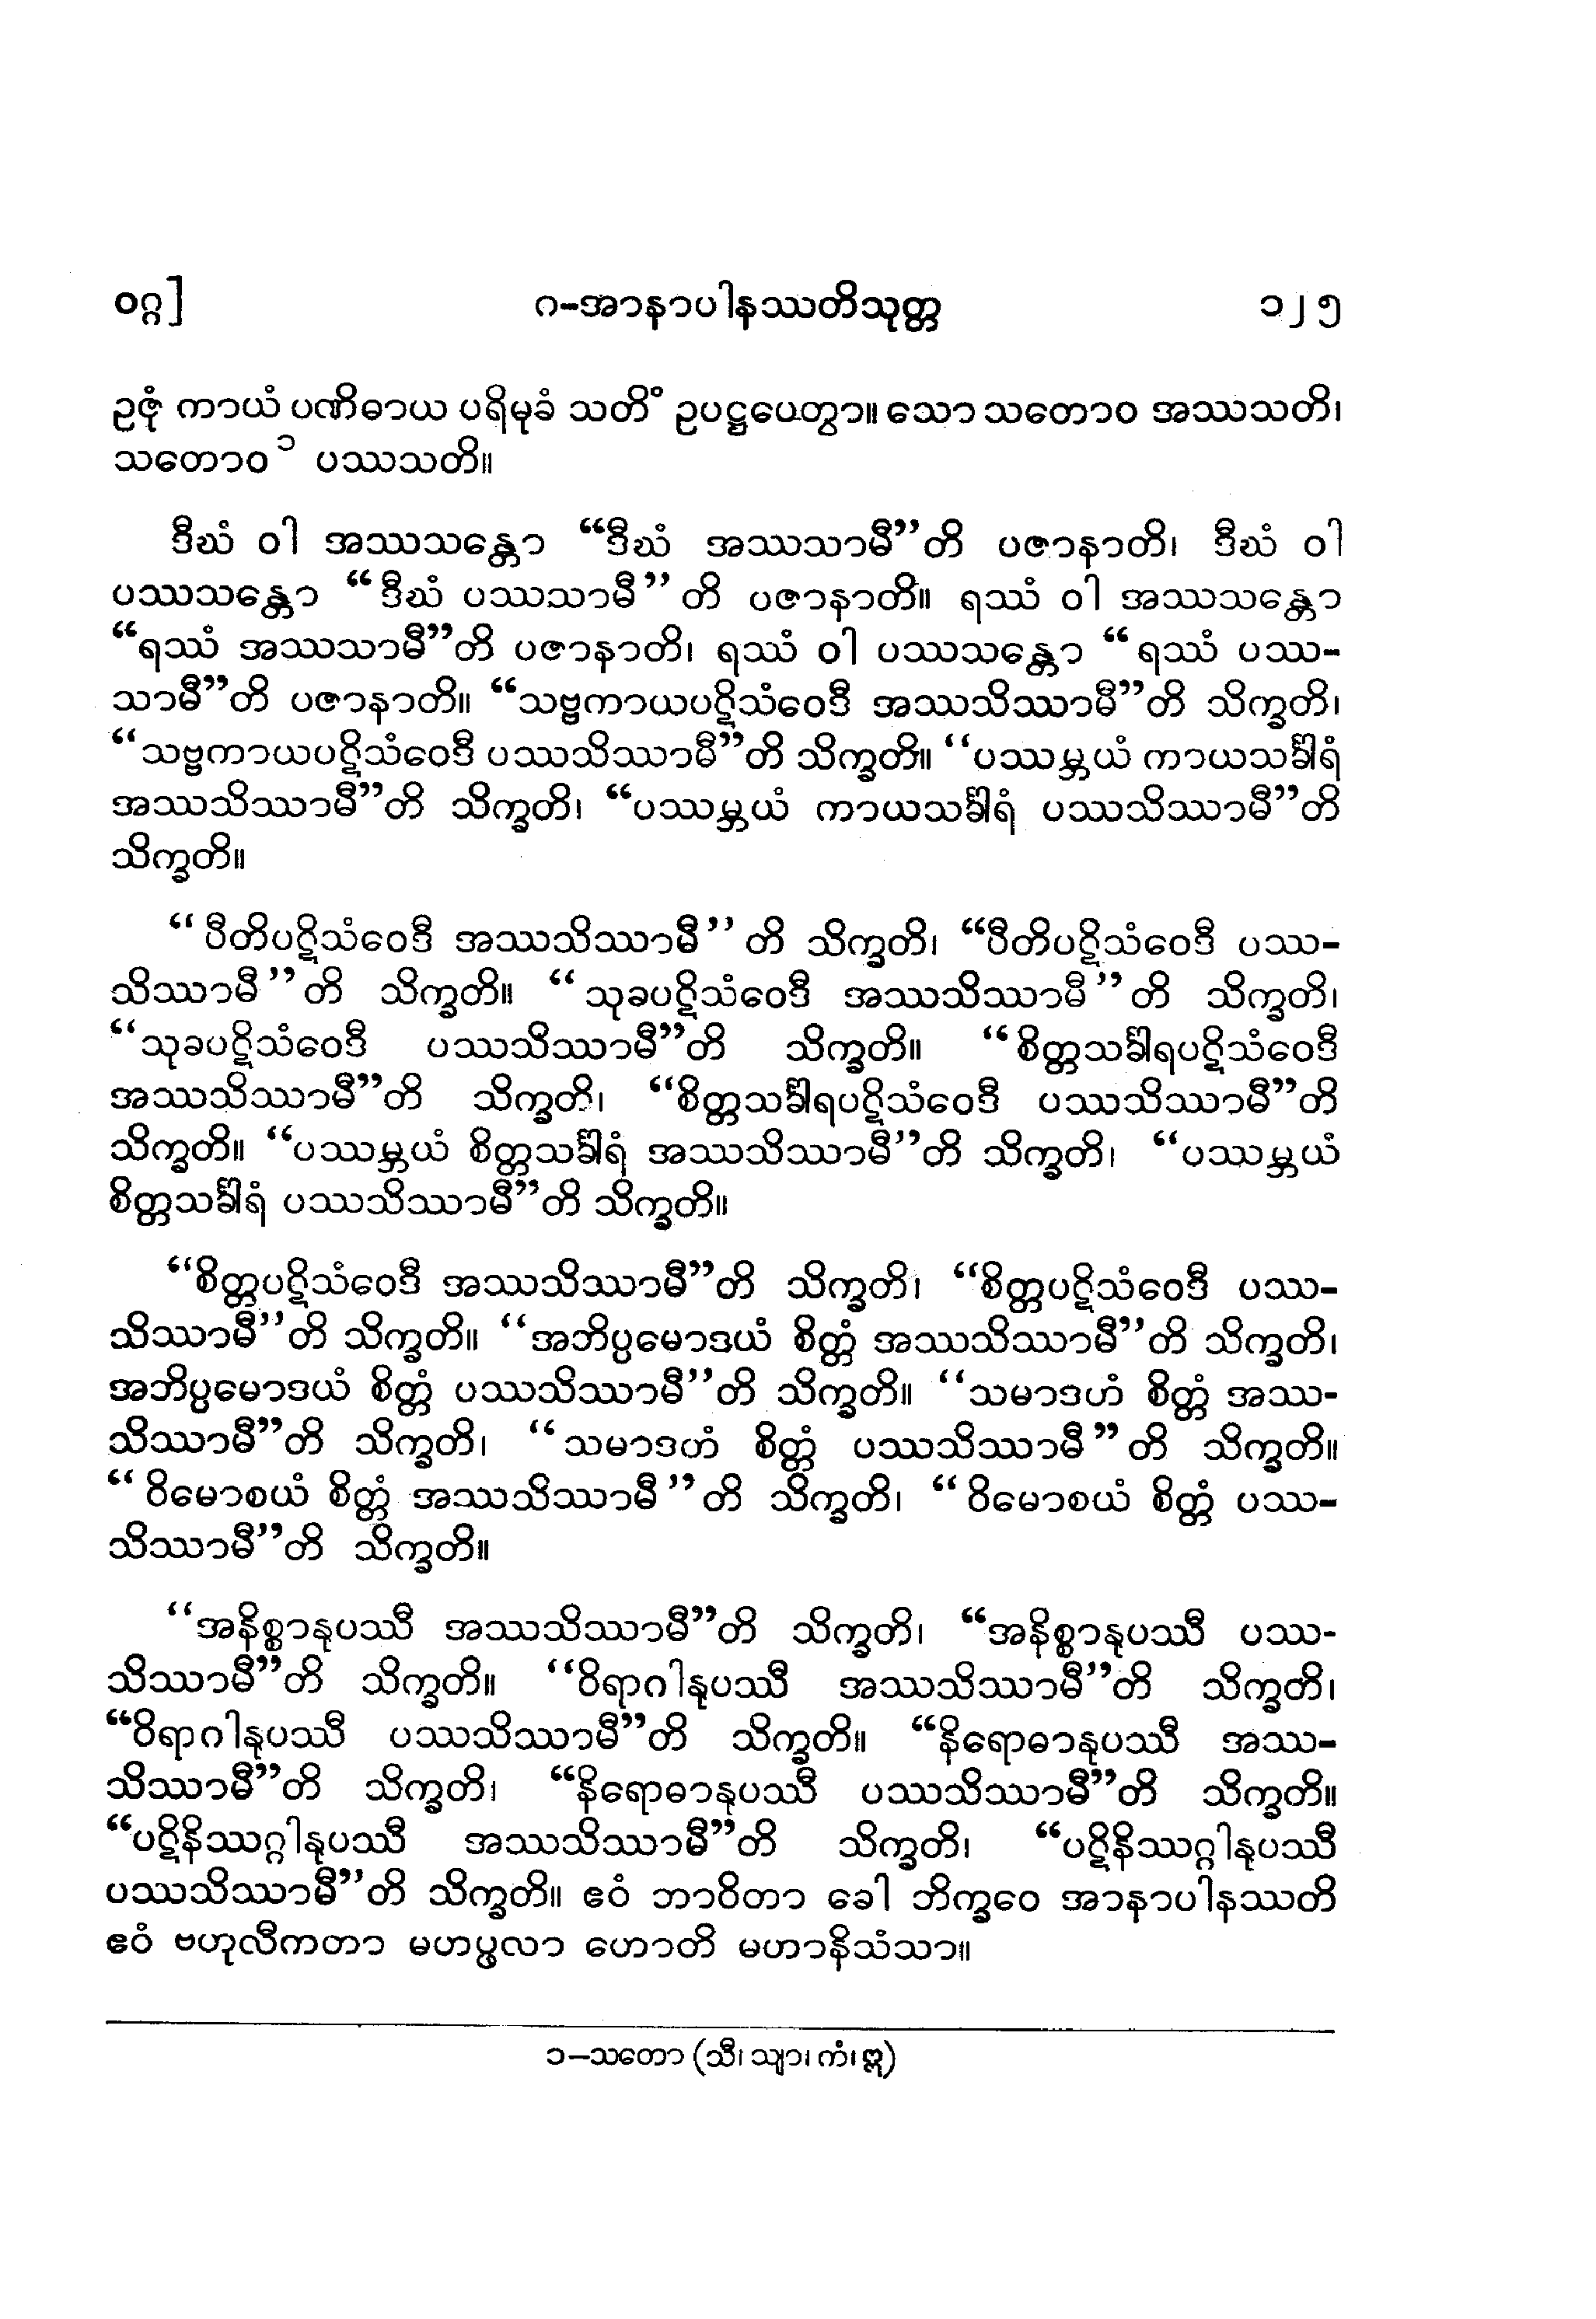 ဝဂ္ဂ] ဂ-အာနာပါနဿတိသုတ္တ ၁၂၅
ဥဇုံ ကာယံ ပဏိဓာယ ပရိမုခံ သတိံ ဥပဋ္ဌပေတွာ။ သော သတောဝ အဿသတိ၊
သတောဝ ၁ ပဿသတိ။
ဒီဃံ ဝါ အဿသန္တော “ဒီဃံ အဿသာမီ”တိ ပဇာနာတိ၊ ဒီဃံ ဝါ
ပဿသန္တော “ဒီဃံ ပဿသာမီ”တိ ပဇာနာတိ။ ရဿံ ဝါ အဿသန္တော
“ရဿံ အဿသာမီ”တိ ပဇာနာတိ၊ ရဿံ ဝါ ပဿသန္တော “ရဿံ ပဿ-
သာမီ”တိ ပဇာနာတိ။ “သဗ္ဗကာယပဋိသံဝေဒီ အဿသိဿာမီ”တိ သိက္ခတိ၊
“သဗ္ဗကာယပဋိသံဝေဒီ ပဿသိဿာမီ”တိ သိက္ခတိ။ “ပဿမ္ဘယံ ကာယသင်္ခါရံ
အဿသိဿာမီ”တိ သိက္ခတိ၊ “ပဿမ္ဘယံ ကာယသင်္ခါရံ ပဿသိဿာမီ”တိ
သိက္ခတိ။
“ပီတိပဋိသံဝေဒီ အဿသိဿာမီ”တိ သိက္ခတိ၊ “ပီတိပဋိသံဝေဒီ ပဿ-
သိဿာမီ”တိ သိက္ခတိ။ “သုခပဋိသံဝေဒီ အဿသိဿာမီ”တိ သိက္ခတိ၊
“သုခပဋိသံဝေဒီ ပဿသိဿာမီ”တိ သိက္ခတိ။ “စိတ္တသင်္ခါရပဋိသံဝေဒီ
အဿသိဿာမီ”တိ သိက္ခတိ၊ “စိတ္တသင်္ခါရပဋိသံဝေဒီ ပဿသိဿာမီ”တိ
သိက္ခတိ။ “ပဿမ္ဘယံ စိတ္တသင်္ခါရံ အဿသိဿာမီ”တိ သိက္ခတိ၊ “ပဿမ္ဘယံ
စိတ္တသင်္ခါရံ ပဿသိဿာမီ”တိ သိက္ခတိ။
“စိတ္တပဋိသံဝေဒီ အဿသိဿာမီ”တိ သိက္ခတိ၊ “စိတ္တပဋိသံဝေဒီ ပဿ-
သိဿာမီ”တိ သိက္ခတိ။ “အဘိပ္ပမောဒယံ စိတ္တံ အဿသိဿာမီ”တိ သိက္ခတိ၊
အဘိပ္ပမောဒယံ စိတ္တံ ပဿသိဿာမီ”တိ သိက္ခတိ။ “သမာဒဟံ စိတ္တံ အဿ-
သိဿာမီ”တိ သိက္ခတိ၊ “သမာဒဟံ စိတ္တံ ပဿသိဿာမီ”တိ သိက္ခတိ။
“ဝိမောစယံ စိတ္တံ အဿသိဿာမီ”တိ သိက္ခတိ၊ “ဝိမောစယံ စိတ္တံ ပဿ-
သိဿာမီ”တိ သိက္ခတိ။
“အနိစ္စာနုပဿီ အဿသိဿာမီ”တိ သိက္ခတိ၊ “အနိစ္စာနုပဿီ ပဿ-
သိဿာမီ”တိ သိက္ခတိ။ “ဝိရာဂါနုပဿီ အဿသိဿာမီ”တိ သိက္ခတိ၊
“ဝိရာဂါနုပဿီ ပဿသိဿာမီ”တိ သိက္ခတိ။ “နိရောဓာနုပဿီ အဿ-
သိဿာမီ”တိ သိက္ခတိ၊ “နိရောဓာနုပဿီ ပဿသိဿာမီ”တိ သိက္ခတိ။
“ပဋိနိဿဂ္ဂါနုပဿီ အဿသိဿာမီ”တိ သိက္ခတိ၊ “ပဋိနိဿဂ္ဂါနုပဿီ
ပဿသိဿာမီ”တိ သိက္ခတိ။ ဧဝံ ဘာဝိတာ ခေါ ဘိက္ခဝေ အာနာပါနဿတိ
ဧဝံ ဗဟုလီကတာ မဟပ္ဖလာ ဟောတိ မဟာနိသံသာ။
၁–သတော (သီ၊ သျာ၊ ကံ၊ ဣ)